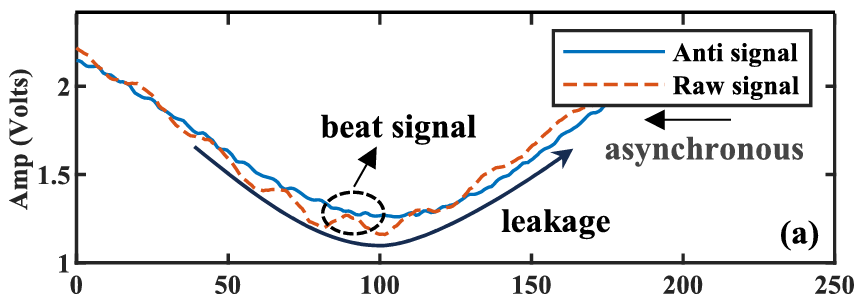 Anti signal
Raw signal
beat signal
asynchronous
leakage
(a)
Amp (Volts)
2
1.5
1
0 50 100 150 200 250